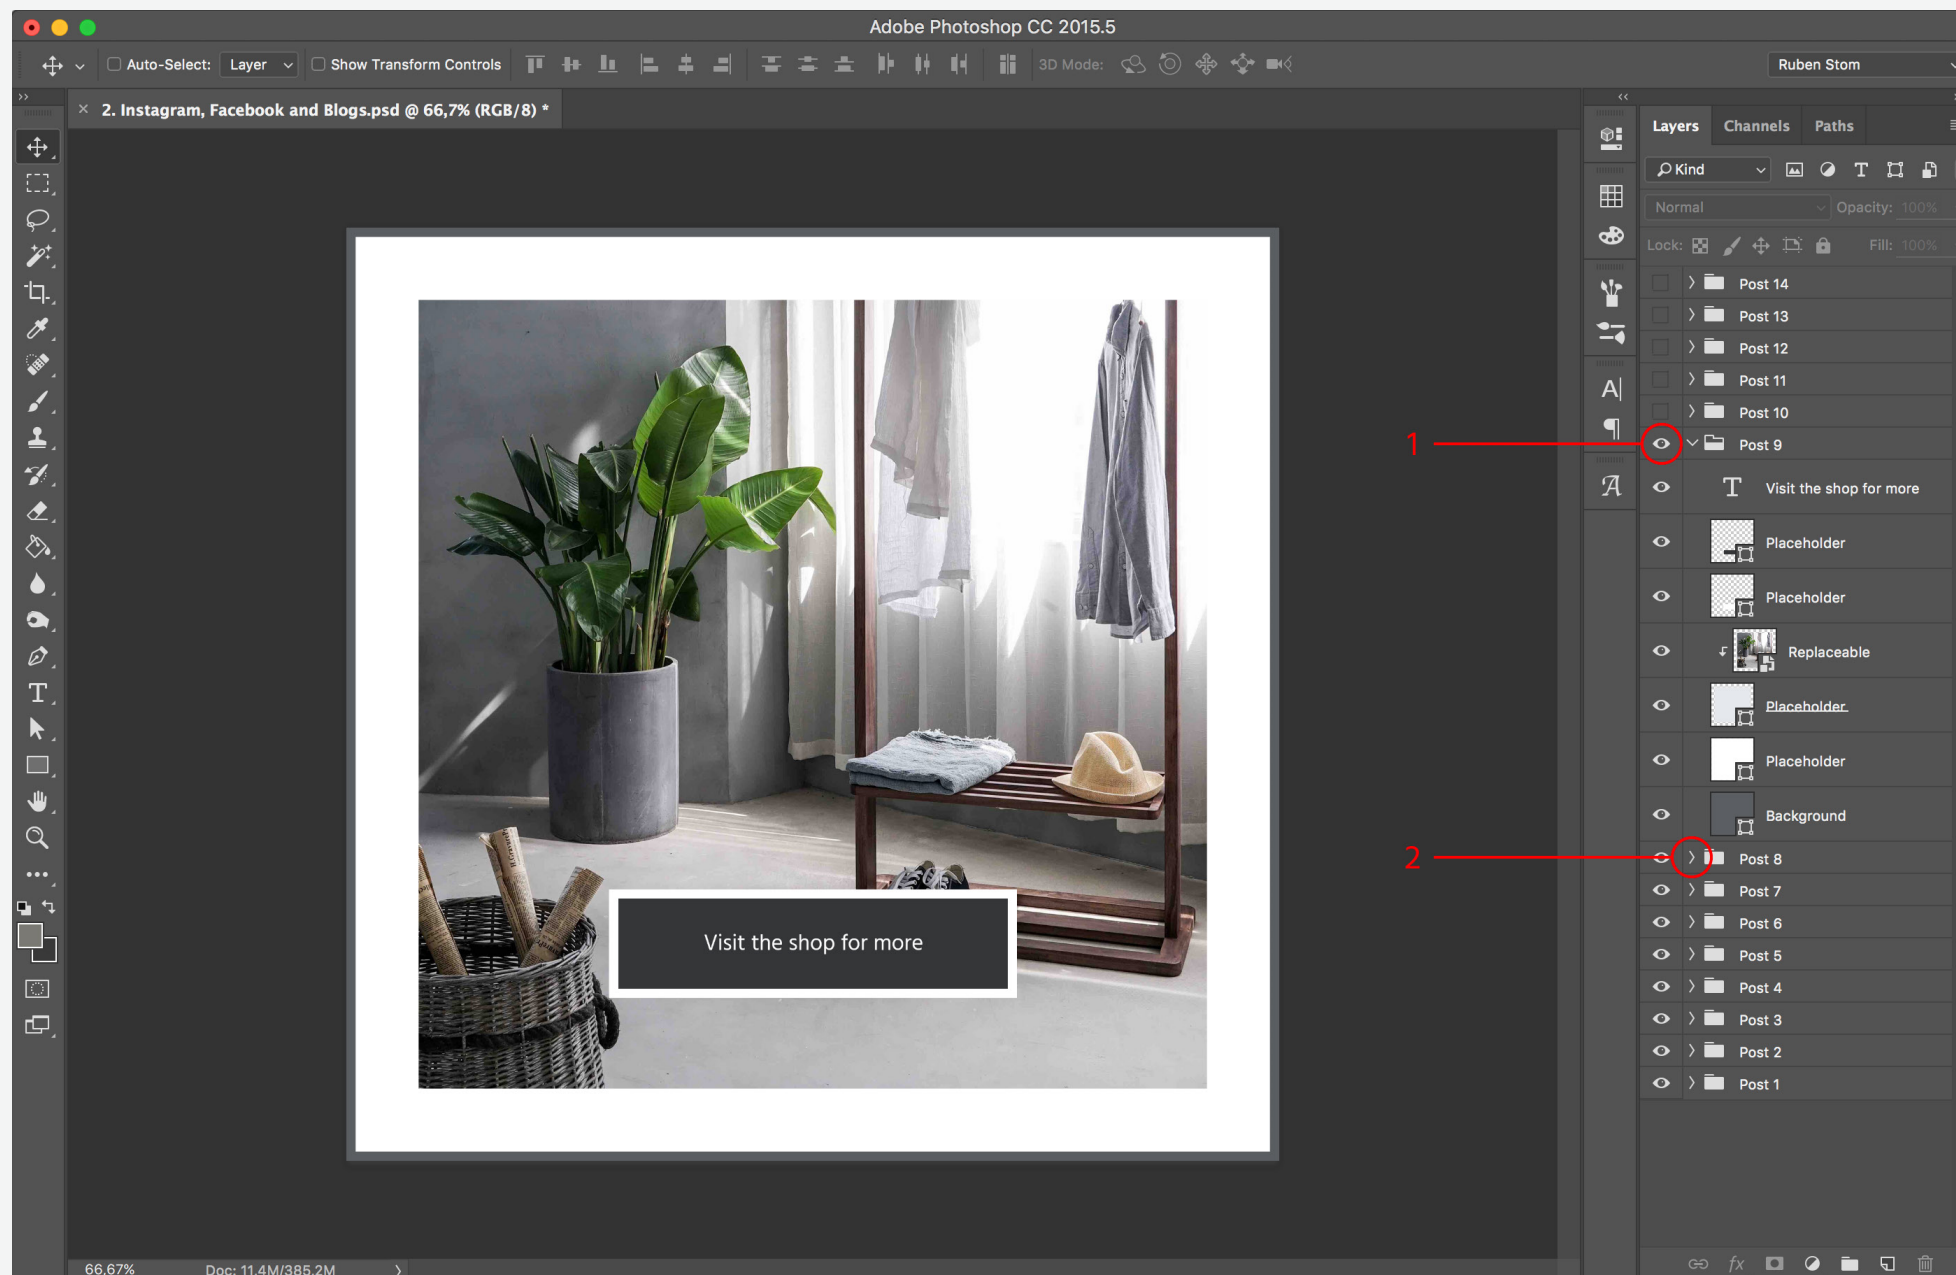 Adobe Photoshop CC 2015.5
Auto-Select: Layer Show Transform Controls 3D Mode: Ruben Stom
× 2. Instagram, Facebook and Blogs.psd @ 66,7% (RGB/8) *
Layers Channels Paths
Kind
Normal Opacity: 100%
Lock: Fill: 100%
Post 14
Post 13
Post 12
Post 11
Post 10
1
Post 9
Visit the shop for more
Placeholder
Placeholder
Replaceable
Placeholder
Placeholder
Background
2
Post 8
Post 7
Post 6
Post 5
Post 4
Post 3
Post 2
Post 1
Visit the shop for more
66,67% Doc: 11,4M/385,2M
fx